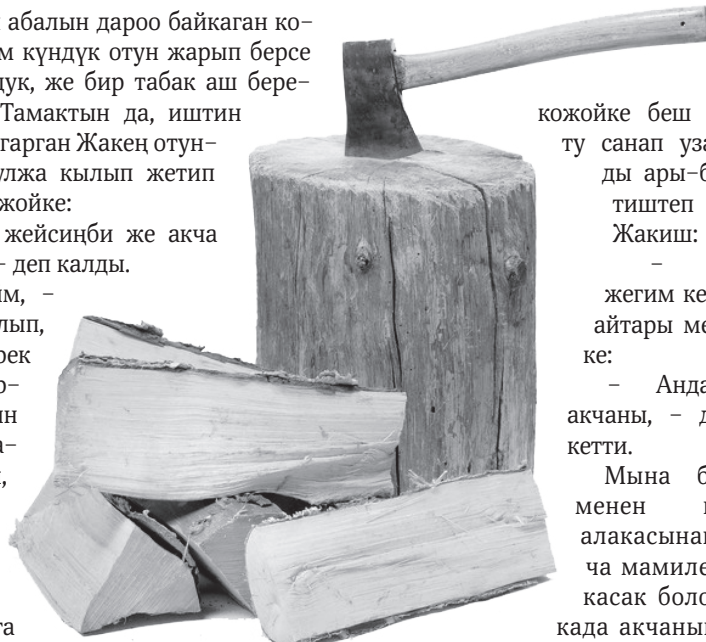 абалын дароо байкаган ко–
м күндүк отун жарып берсе
дук, же бир табак аш бере–
Тамактын да, иштин
гарган Жакең отун–
улжа кылып жетип
жойке:
жейсиңби же акча
– деп калды.
м, –
лып,
рек
р–
ин
а–
та
кожойке беш
ту санап уза
ды ары–б
тиштеп
Жакиш:
–
жегим ке
айтары ме
ке:
– Анда
акчаны, – д
кетти.
Мына б
менен
алакасынан
ча мамиле
касак боло
када акчаны